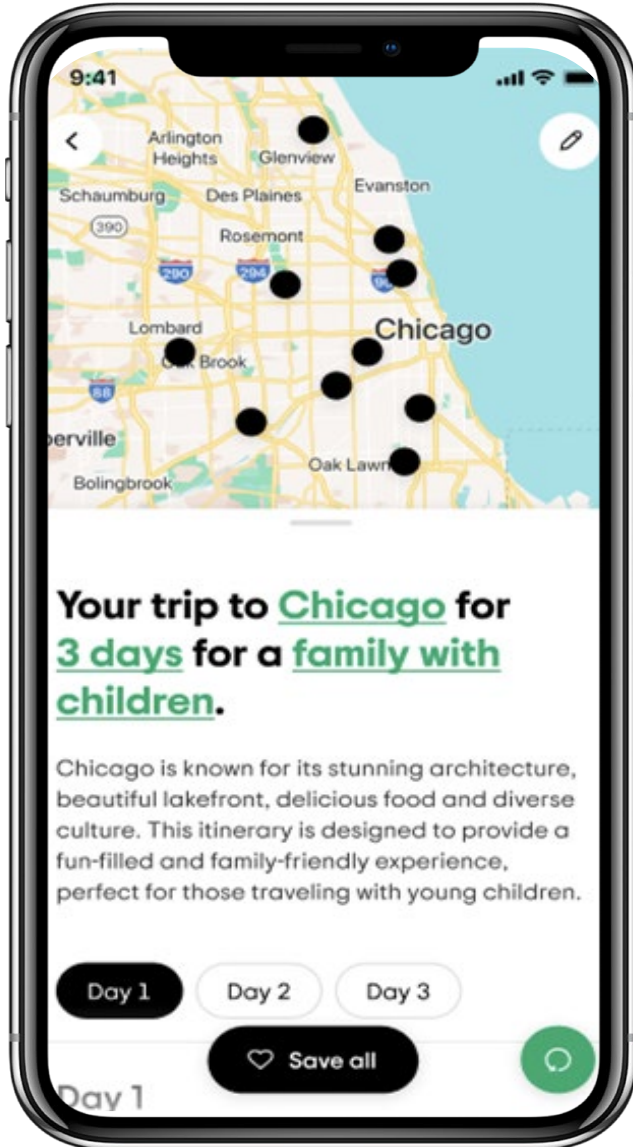 9:41
Arlington
Heights
Glenview
Evanston
Schaumburg
Des Plaines
390
Rosemont
290
294
Lombard
Chicago
Brook
88
erville
Oak Lawn
Bolingbrook
Your trip to Chicago for
3 days for a family with
children.
Chicago is known for its stunning architecture,
beautiful lakefront, delicious food and diverse
culture. This itinerary is designed to provide a
fun-filled and family-friendly experience,
perfect for those traveling with young children.
Day 1
Day 2
Day 3
Save all
Day 1